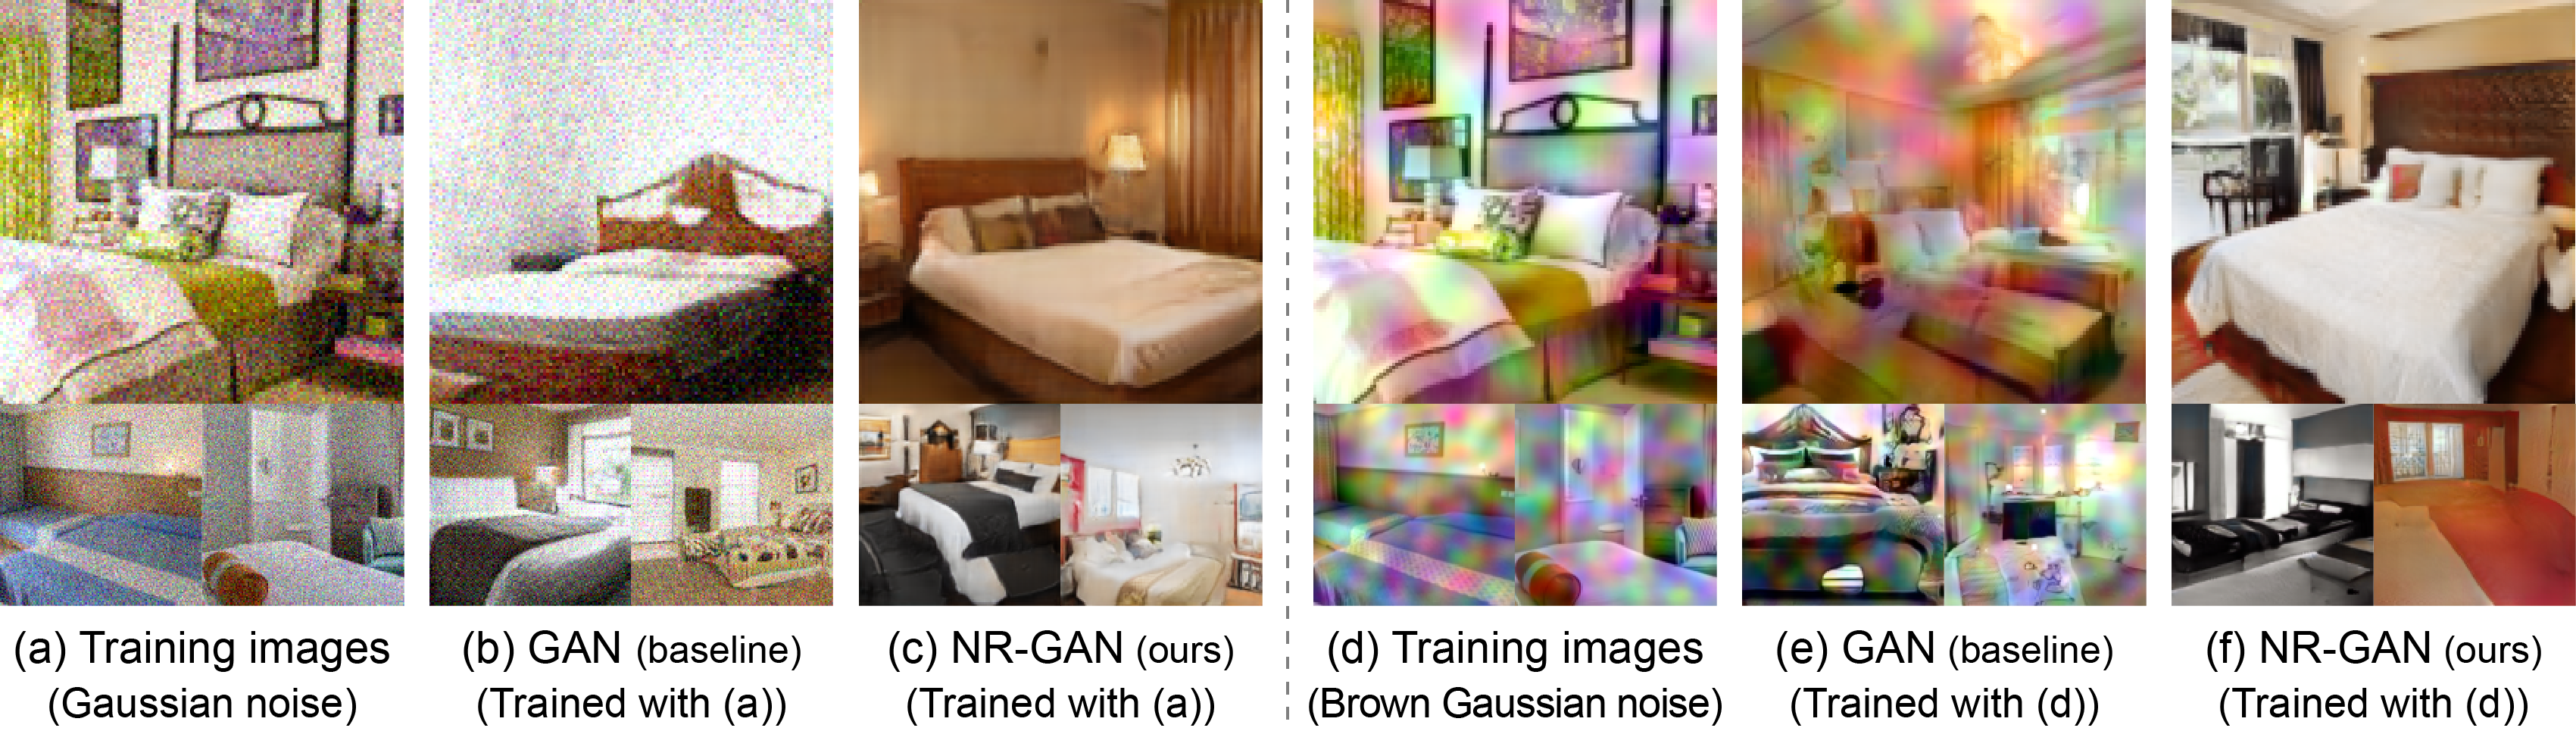 (a) Training images
(Gaussian noise)
(b) GAN (baseline)
(Trained with (a))
(c) NR-GAN (ours)
(Trained with (a))
(d) Training images
(Brown Gaussian noise)
(e) GAN (baseline)
(Trained with (d))
(f) NR-GAN (ours)
(Trained with (d))